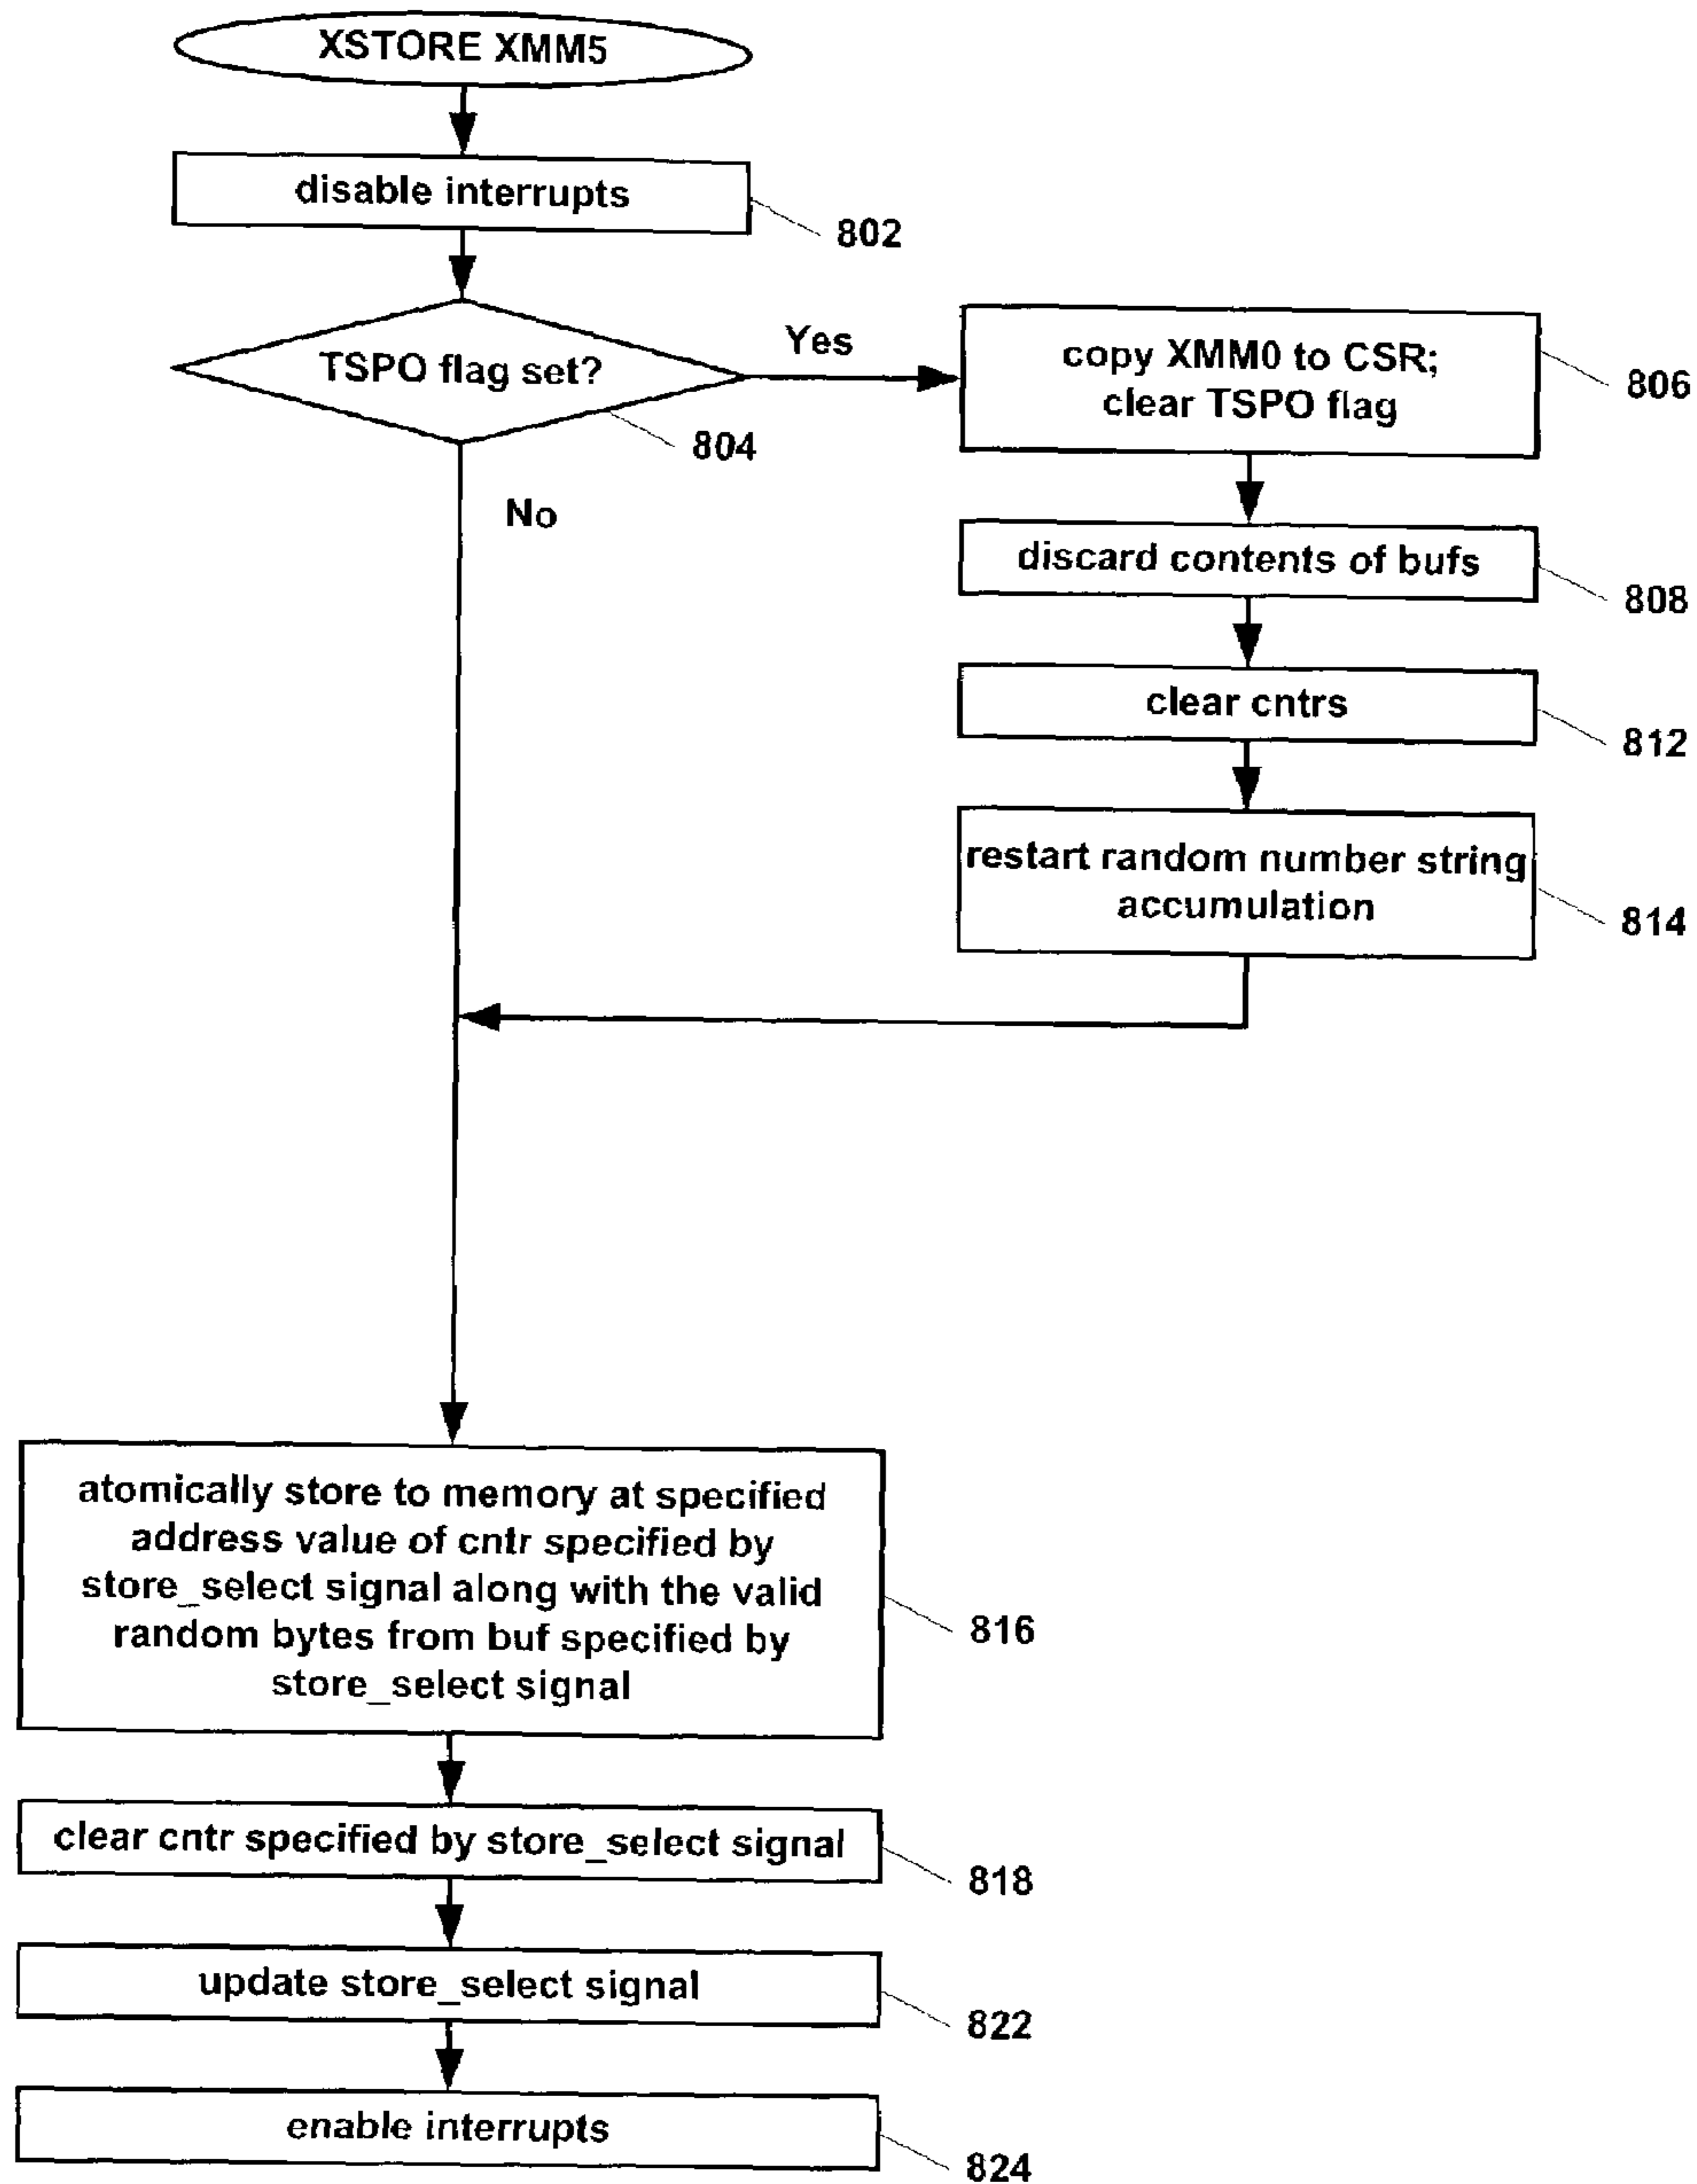 XSTORE XMM5
disable interrupts
802
TSPO flag set?
804
Yes
No
copy XMM0 to CSR;
clear TSPO flag
806
discard contents of bufs
808
clear cntrs
812
restart random number string
accumulation
814
atomically store to memory at specified
address value of cntr specified by
store_select signal along with the valid
random bytes from buf specified by
store_select signal
816
clear cntr specified by store_select signal
818
update store_select signal
822
enable interrupts
824